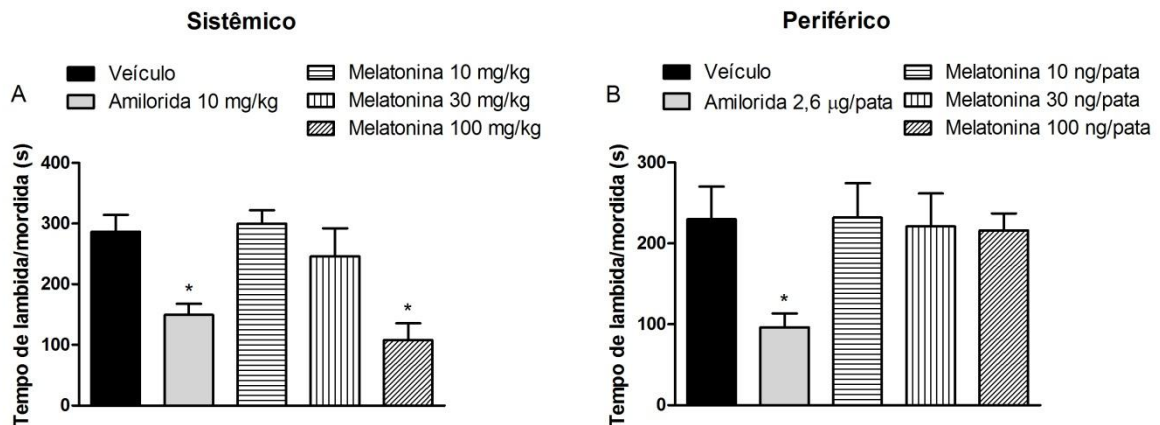 Sistêmico
Periférico
A
Veículo
Amilorida 10 mg/kg
Melatonina 10 mg/kg
Melatonina 30 mg/kg
Melatonina 100 mg/kg
Tempo de lambida/mordida (s)
400
300
200
100
0
*
*
B
Veículo
Amilorida 2,6 μg/pata
Melatonina 10 ng/pata
Melatonina 30 ng/pata
Melatonina 100 ng/pata
Tempo de lambida/mordida (s)
300
200
100
0
*